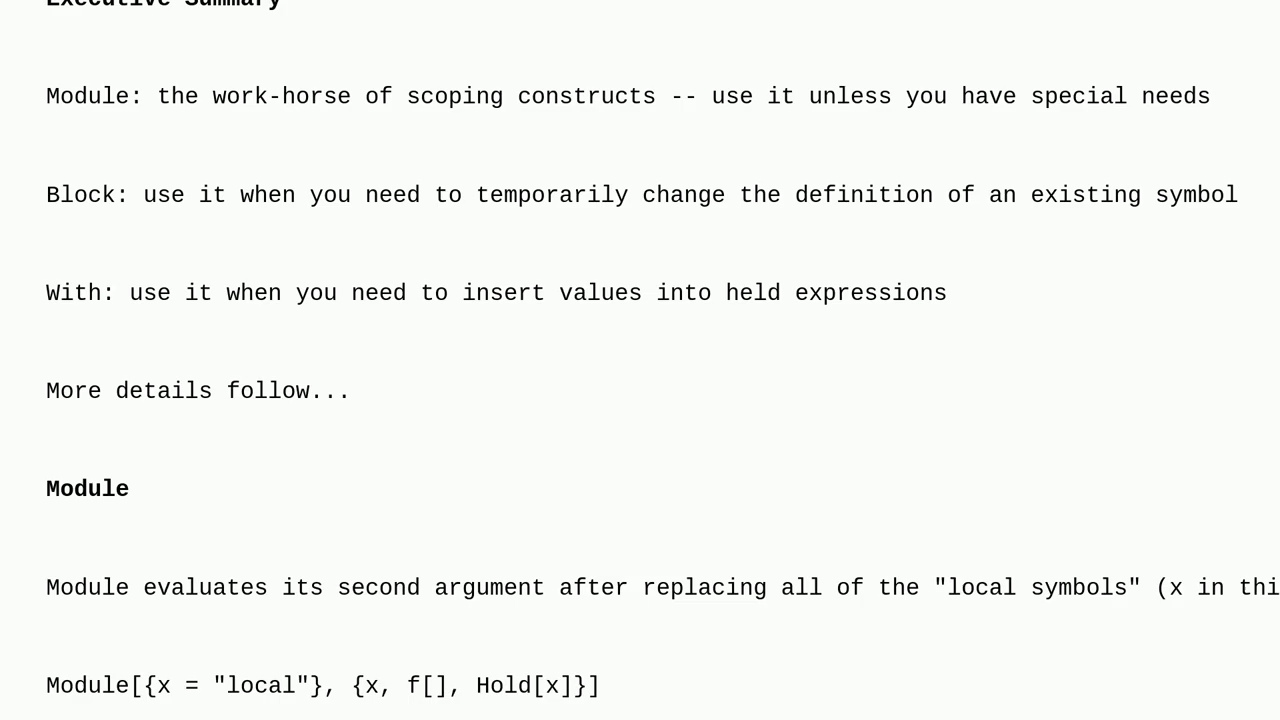 Executive Summary
Module: the work-horse of scoping constructs -- use it unless you have special needs
Block: use it when you need to temporarily change the definition of an existing symbol
With: use it when you need to insert values into held expressions
More details follow...
Module
Module evaluates its second argument after replacing all of the "local symbols" (x in thi
Module[{x = "local"}, {x, f[], Hold[x]}]